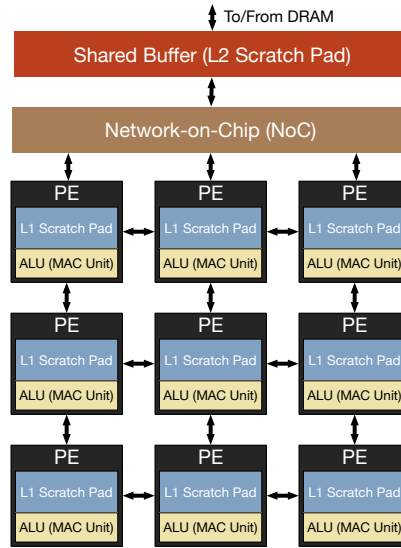 To/From DRAM
Shared Buffer (L2 Scratch Pad)
Network-on-Chip (NoC)
PE PE PE
L1 Scratch Pad L1 Scratch Pad L1 Scratch Pad
ALU (MAC Unit) ALU (MAC Unit) ALU (MAC Unit)
PE PE PE
L1 Scratch Pad L1 Scratch Pad L1 Scratch Pad
ALU (MAC Unit) ALU (MAC Unit) ALU (MAC Unit)
PE PE PE
L1 Scratch Pad L1 Scratch Pad L1 Scratch Pad
ALU (MAC Unit) ALU (MAC Unit) ALU (MAC Unit)